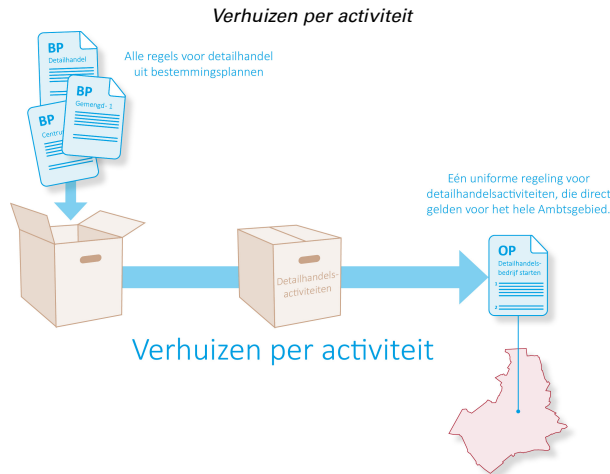 Verhuizen per activiteit
BP
Detailhandel
Alle regels voor detailhandel
uit bestemmingsplannen
BP
Gemengd - 1
BP
Eén uniforme regeling voor
detailhandelsactiviteiten, die direct
gelden voor het hele Ambtsgebied.
OP
Detailhandels-
bedrijf starten
1
2
Detailhandels-
activiteiten
Verhuizen per activiteit